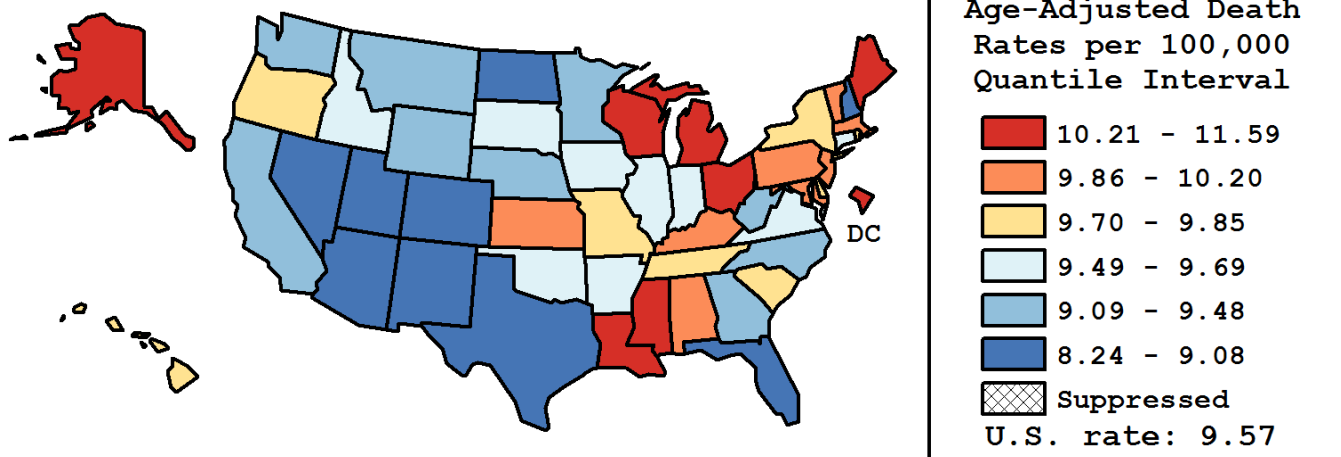 Age-Adjusted Death
Rates per 100,000
Quantile Interval
10.21 - 11.59
9.86 - 10.20
9.70 - 9.85
9.49 - 9.69
9.09 - 9.48
8.24 - 9.08
Suppressed
U.S. rate: 9.57
DC